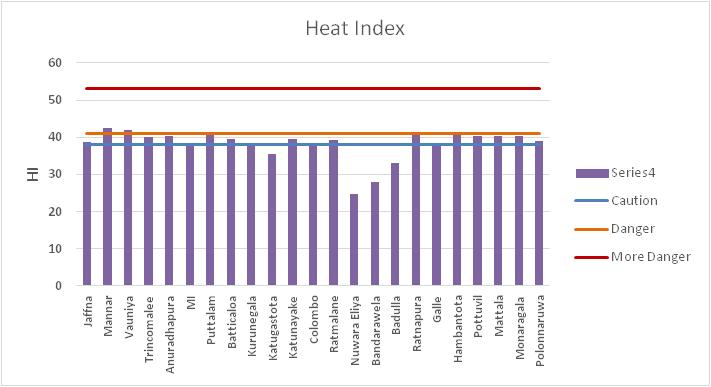 Heat Index
60
50
40
30
20
10
0
HI
Jaffna
Mannar
Vauniya
Trincomalee
Anuradhapura
MI
Puttalam
Batticaloa
Kurunegala
Katugastota
Katunayake
Colombo
Ratmalane
Nuwara Eliya
Bandarawela
Badulla
Ratnapura
Galle
Hambantota
Pottuvil
Mattala
Monaragala
Polonnaruwa
Series4
Caution
Danger
More Danger